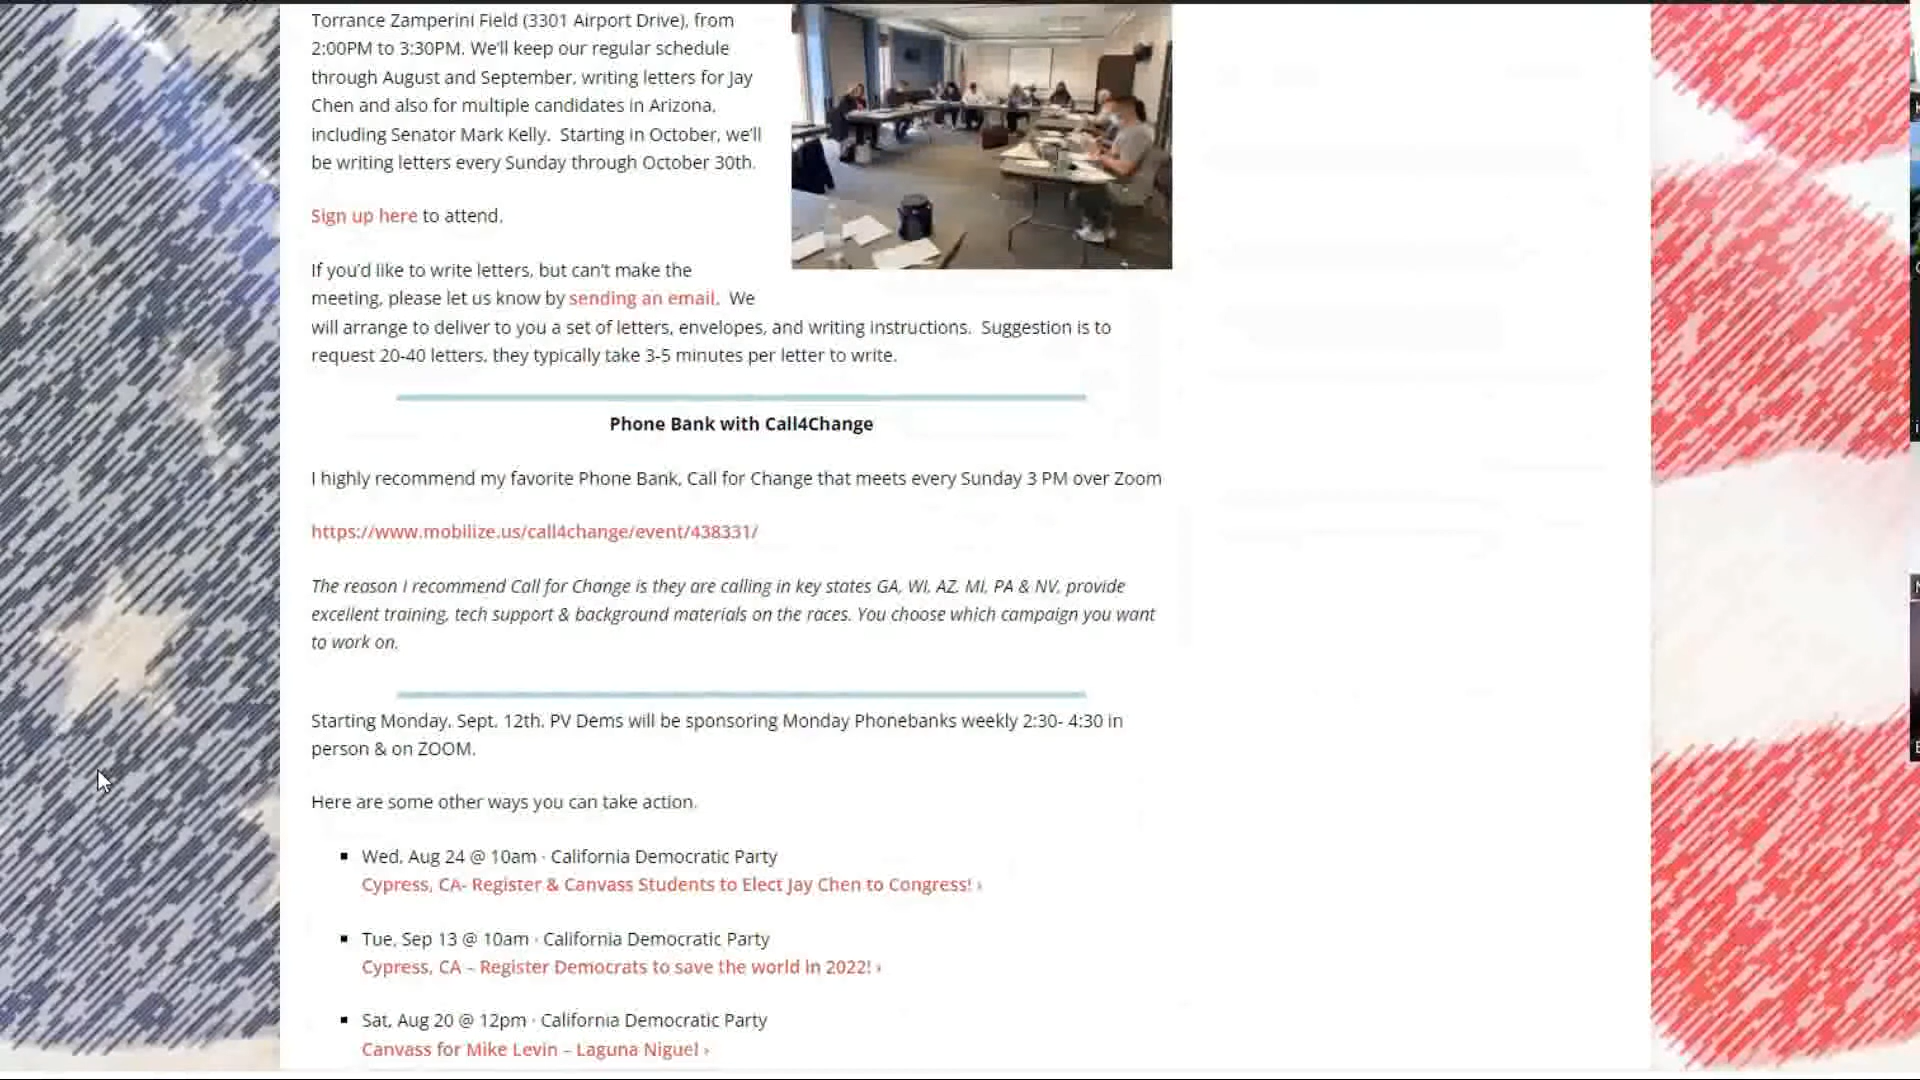 Torrance Zamperini Field (3301 Airport Drive), from
2:00PM to 3:30PM. We'll keep our regular schedule
through August and September, writing letters for Jay
Chen and also for multiple candidates in Arizona,
including Senator Mark Kelly.  Starting in October, we'll
be writing letters every Sunday through October 30th.
Sign up here to attend.
If you'd like to write letters, but can't make the
meeting, please let us know by sending an email.  We
will arrange to deliver to you a set of letters, envelopes, and writing instructions.  Suggestion is to
request 20-40 letters, they typically take 3-5 minutes per letter to write.
Phone Bank with Call4Change
I highly recommend my favorite Phone Bank, Call for Change that meets every Sunday 3 PM over Zoom
https://www.mobilize.us/call4change/event/438331/
The reason I recommend Call for Change is they are calling in key states GA, WI, AZ, MI, PA & NV, provide
excellent training, tech support & background materials on the races. You choose which campaign you want
to work on.
Starting Monday, Sept. 12th, PV Dems will be sponsoring Monday Phonebanks weekly 2:30- 4:30 in
person & on ZOOM.
Here are some other ways you can take action.
▪ Wed, Aug 24 @ 10am · California Democratic Party
Cypress, CA- Register & Canvass Students to Elect Jay Chen to Congress! ›
▪ Tue, Sep 13 @ 10am · California Democratic Party
Cypress, CA – Register Democrats to save the world in 2022! ›
▪ Sat, Aug 20 @ 12pm · California Democratic Party
Canvass for Mike Levin – Laguna Niguel ›